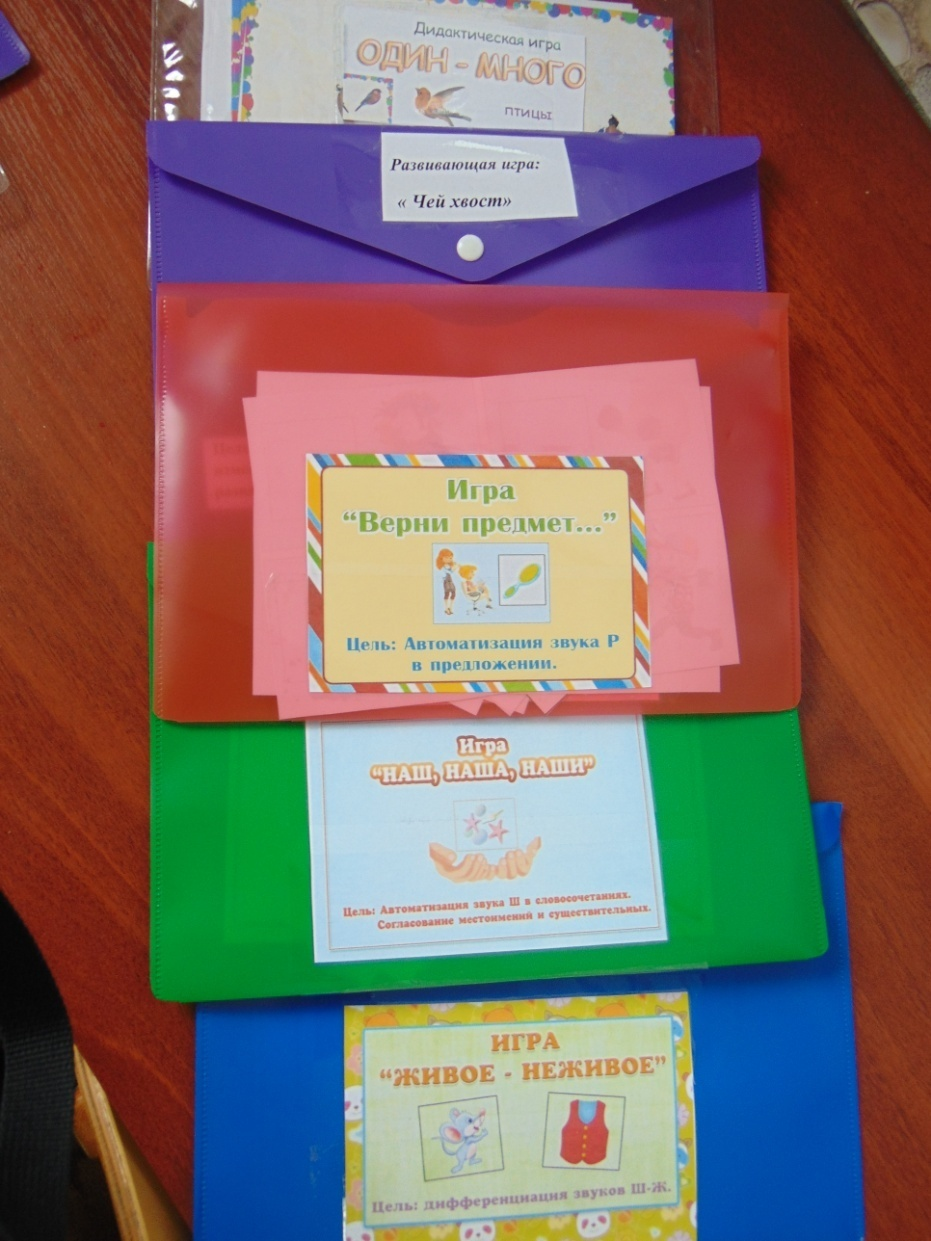 Дидактическая игра
ОДИН - МНОГО
птицы
Развивающая игра:
« Чей хвост»
Игра
“Верни предмет...”
Цель: Автоматизация звука Р
в предложении.
Игра
“НАШ, НАША, НАШИ”
Цель: Автоматизация звука Ш в словосочетаниях.
Согласование местоимений и существительных.
ИГРА
“ЖИВОЕ - НЕЖИВОЕ”
Цель: дифференциация звуков Ш-Ж.